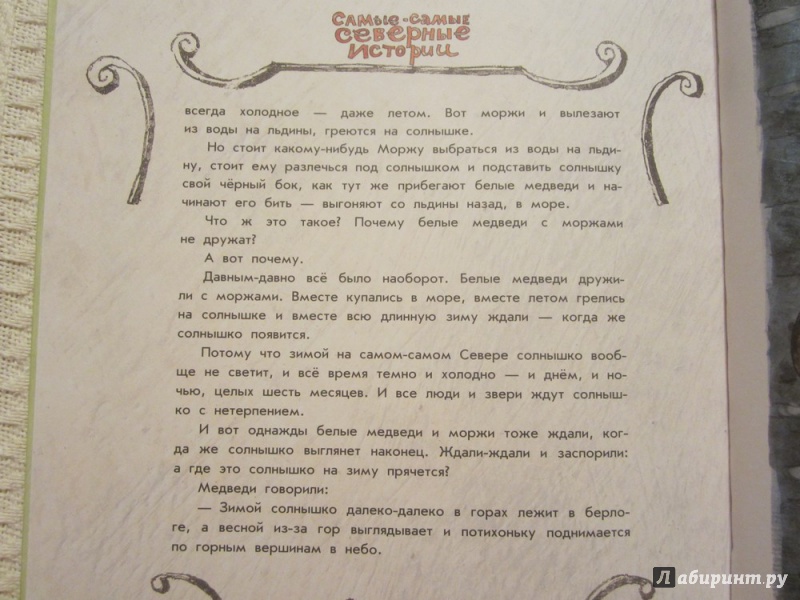 Самые-самые
северные
истории
всегда холодное — даже летом. Вот моржи и вылезают
из воды на льдины, греются на солнышке.
Но стоит какому-нибудь Моржу выбраться из воды на льди-
ну, стоит ему разлечься под солнышком и подставить солнышку
свой чёрный бок, как тут же прибегают белые медведи и на-
чинают его бить — выгоняют со льдины назад, в море.
Что ж это такое? Почему белые медведи с моржами
не дружат?
А вот почему.
Давным-давно всё было наоборот. Белые медведи дружи-
ли с моржами. Вместе купались в море, вместе летом грелись
на солнышке и вместе всю длинную зиму ждали — когда же
солнышко появится.
Потому что зимой на самом-самом Севере солнышко вооб-
ще не светит, и всё время темно и холодно — и днём, и но-
чью, целых шесть месяцев. И все люди и звери ждут солныш-
ко с нетерпением.
И вот однажды белые медведи и моржи тоже ждали, ког-
да же солнышко выглянет наконец. Ждали-ждали и заспорили:
а где это солнышко на зиму прячется?
Медведи говорили:
— Зимой солнышко далеко-далеко в горах лежит в берло-
ге, а весной из-за гор выглядывает и потихоньку поднимается
по горным вершинам в небо.
Лабиринт.ру